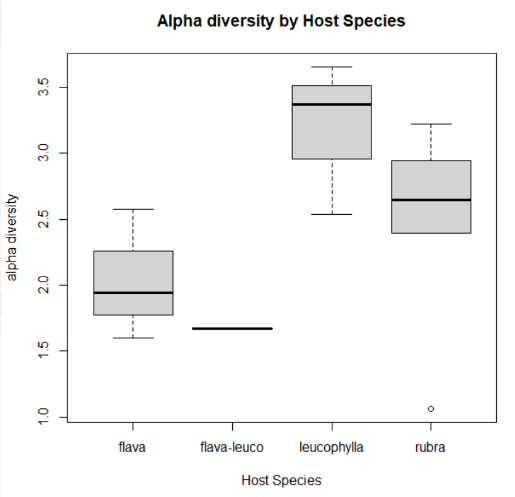 Alpha diversity by Host Species
alpha diversity
3.5
3.0
2.5
2.0
1.5
1.0
flava flava-leuco leucophylla rubra
Host Species